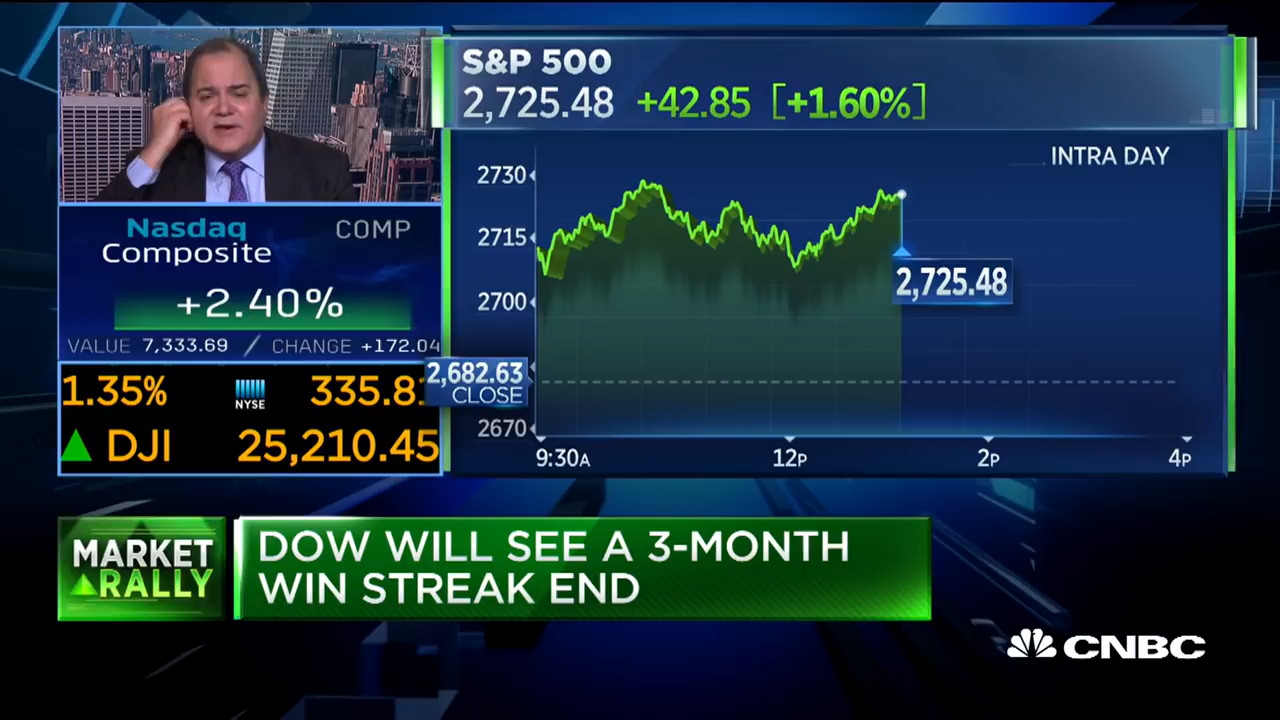 S&P 500
2,725.48 +42.85 [+1.60%]
INTRA DAY
2730
2715
2700
2,682.63
CLOSE
2670
2,725.48
9:30A 12P 2P 4P
Nasdaq COMP
Composite
+2.40%
VALUE 7,333.69 / CHANGE +172.04
1.35% NYSE 335.81
▲ DJI 25,210.45
MARKET
RALLY
DOW WILL SEE A 3-MONTH
WIN STREAK END
CNBC